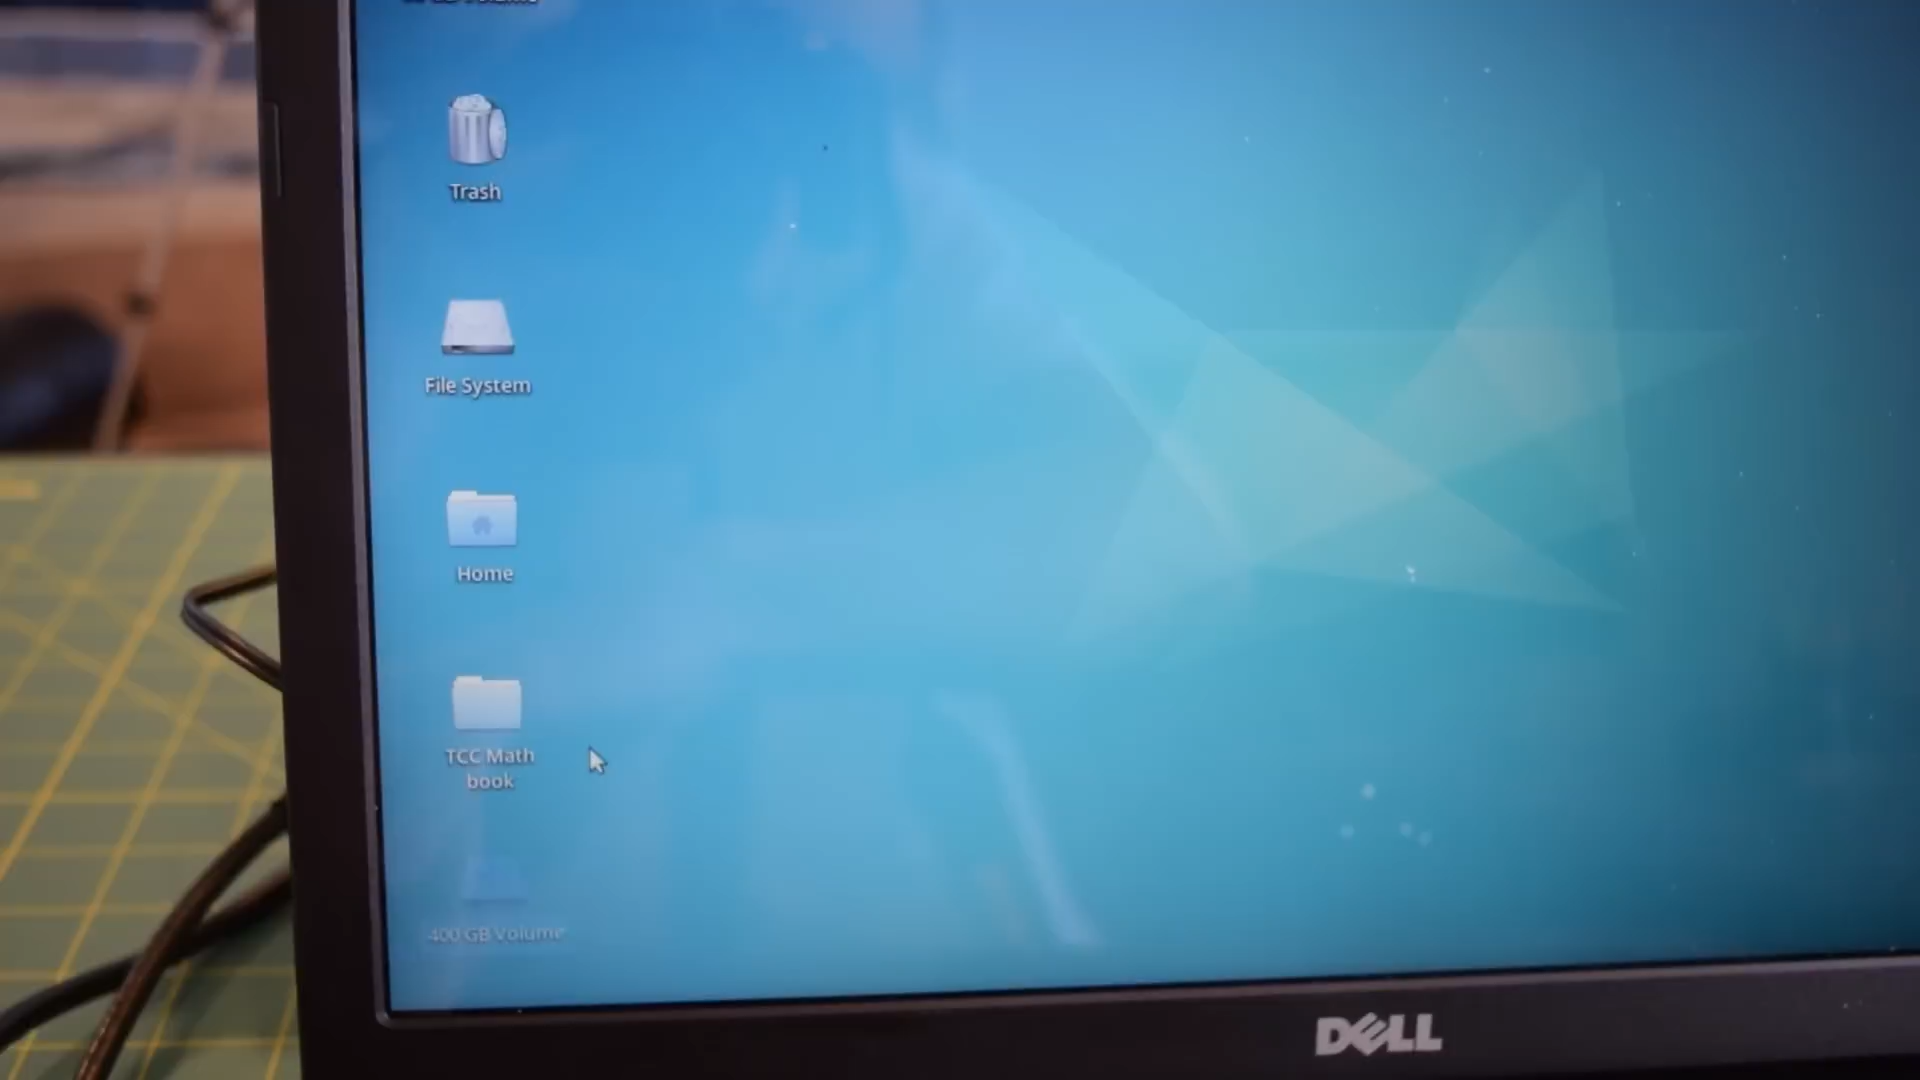 Trash
File System
Home
TCC Math
book
400 GB Volume
DELL